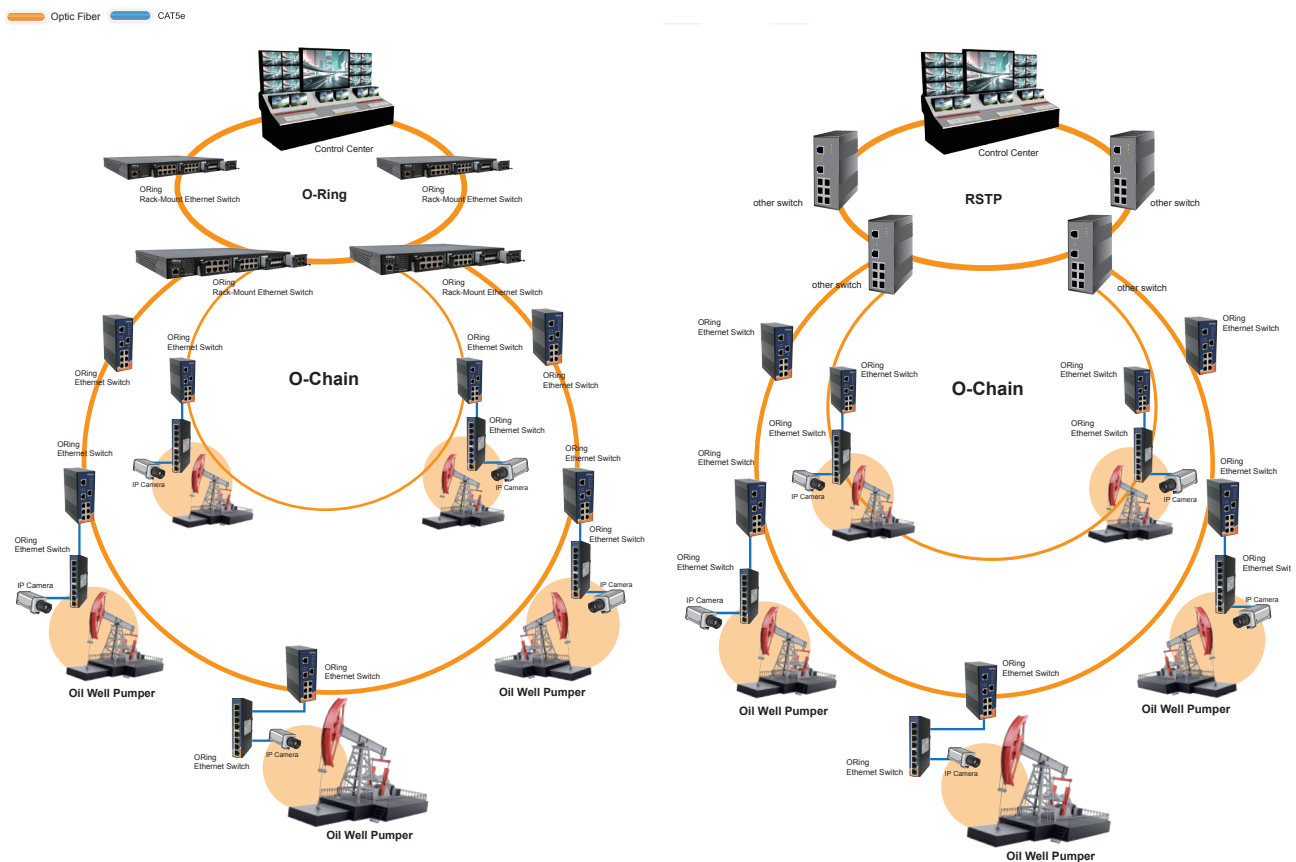 Optic Fiber
CAT5e
Control Center
ORing
Rack-Mount Ethernet Switch
ORing
Rack-Mount Ethernet Switch
O-Ring
ORing
Rack-Mount Ethernet Switch
ORing
Rack-Mount Ethernet Switch
ORing
Ethernet Switch
ORing
Ethernet Switch
ORing
Ethernet Switch
ORing
Ethernet Switch
O-Chain
ORing
Ethernet Switch
ORing
Ethernet Switch
ORing
Ethernet Switch
ORing
Ethernet Switch
IP Camera
IP Camera
ORing
Ethernet Switch
ORing
Ethernet Switch
IP Camera
IP Camera
Oil Well Pumper
Oil Well Pumper
ORing
Ethernet Switch
ORing
Ethernet Switch
IP Camera
Oil Well Pumper
Control Center
RSTP
other switch
other switch
other switch
other switch
ORing
Ethernet Switch
ORing
Ethernet Switch
ORing
Ethernet Switch
ORing
Ethernet Switch
O-Chain
ORing
Ethernet Switch
ORing
Ethernet Switch
ORing
Ethernet Switch
ORing
Ethernet Switch
IP Camera
IP Camera
ORing
Ethernet Switch
ORing
Ethernet Swit
IP Camera
IP Camera
Oil Well Pumper
Oil Well Pumper
ORing
Ethernet Switch
ORing
Ethernet Switch
IP Camera
Oil Well Pumper